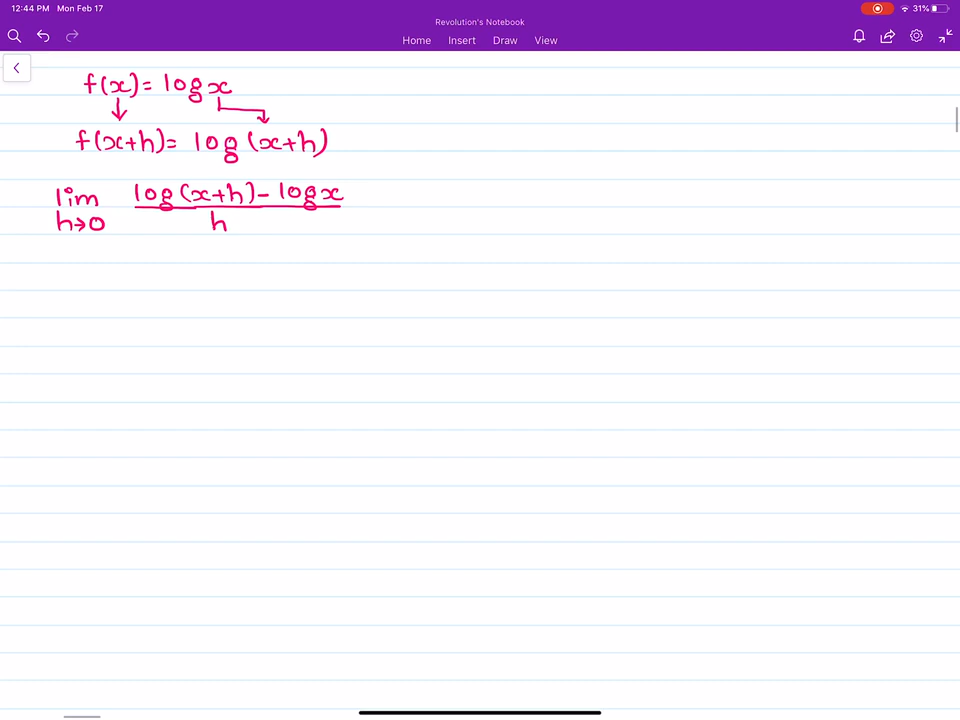 12:44 PM Mon Feb 17
31%
Revolution's Notebook
Home Insert Draw View
f(x) = log x
f(x+h) = log (x+h)
lim log (x+h) - log x
h→0 h